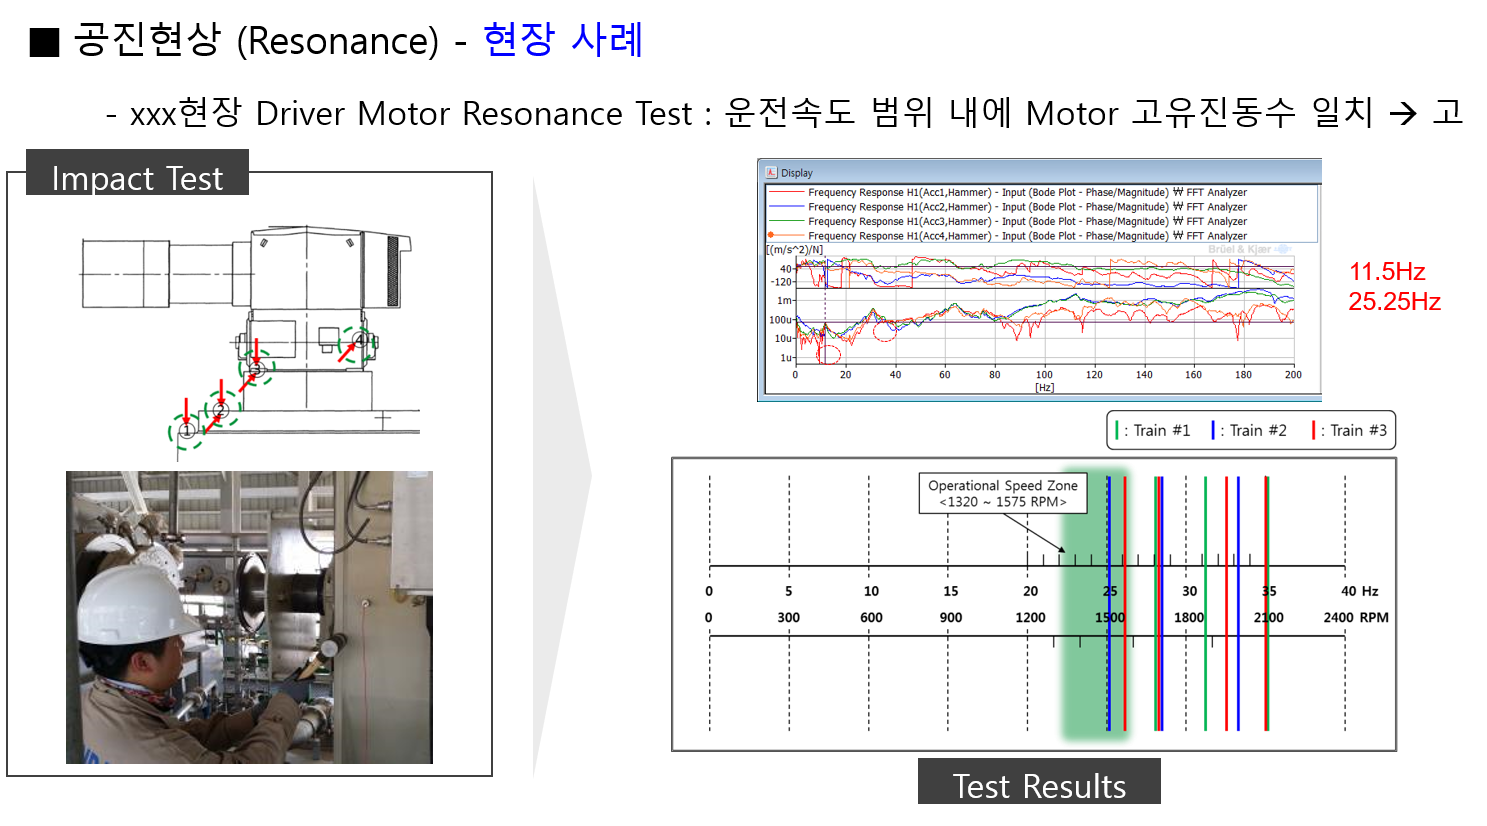 ■ 공진현상 (Resonance) - 현장 사례
- xxx현장 Driver Motor Resonance Test : 운전속도 범위 내에 Motor 고유진동수 일치 → 고
Impact Test
4
3
2
1
Display
Frequency Response H1(Acc1,Hammer) - Input (Bode Plot - Phase/Magnitude) ₩ FFT Analyzer
Frequency Response H1(Acc2,Hammer) - Input (Bode Plot - Phase/Magnitude) ₩ FFT Analyzer
Frequency Response H1(Acc3,Hammer) - Input (Bode Plot - Phase/Magnitude) ₩ FFT Analyzer
Frequency Response H1(Acc4,Hammer) - Input (Bode Plot - Phase/Magnitude) ₩ FFT Analyzer
[(m/s^2)/N]
Brüel & Kjær
40
-120
1m
100u
10u
1u
0 20 40 60 80 100 120 140 160 180 200
[Hz]
11.5Hz
25.25Hz
: Train #1 : Train #2 : Train #3
Operational Speed Zone
<1320 ~ 1575 RPM>
0 5 10 15 20 25 30 35 40 Hz
0 300 600 900 1200 1500 1800 2100 2400 RPM
Test Results